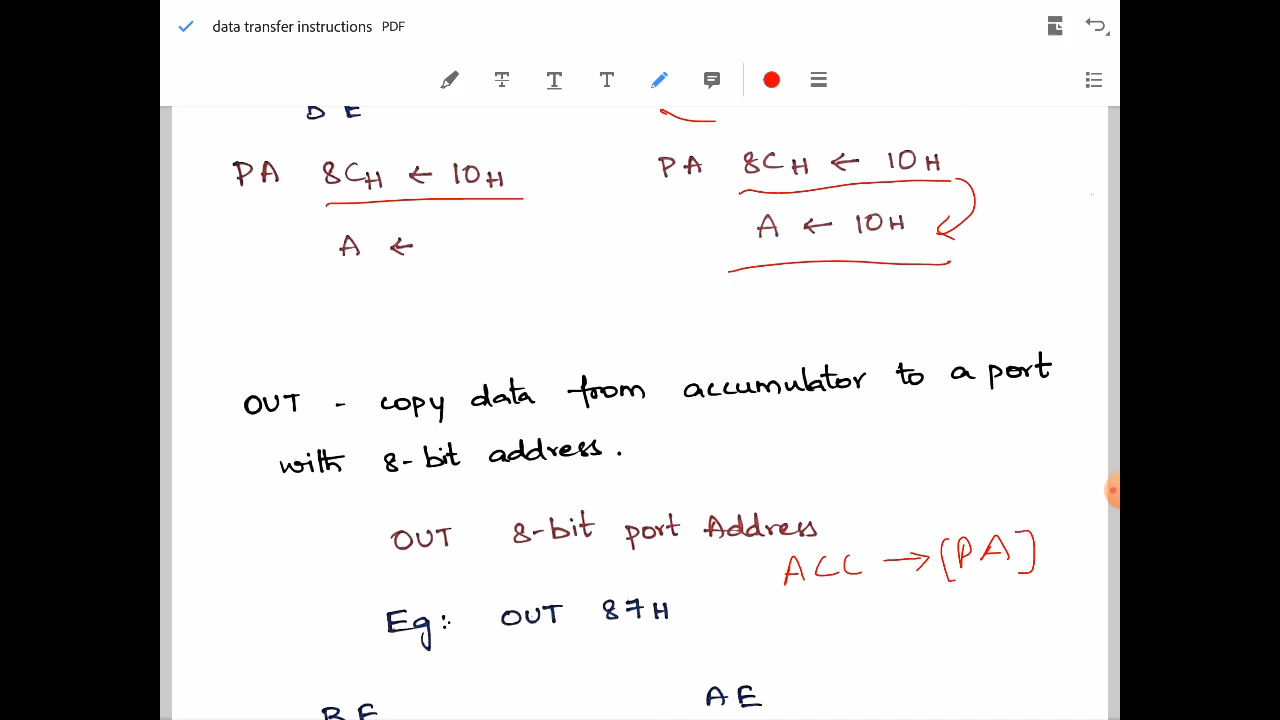 data transfer instructions PDF
B E
PA 8CH ← 10H
A ←
PA 8CH ← 10H
A ← 10H
OUT - copy data from accumulator to a port
with 8-bit address.
OUT 8-bit port Address
ACC → [PA]
Eg: OUT 87H
BE
AE